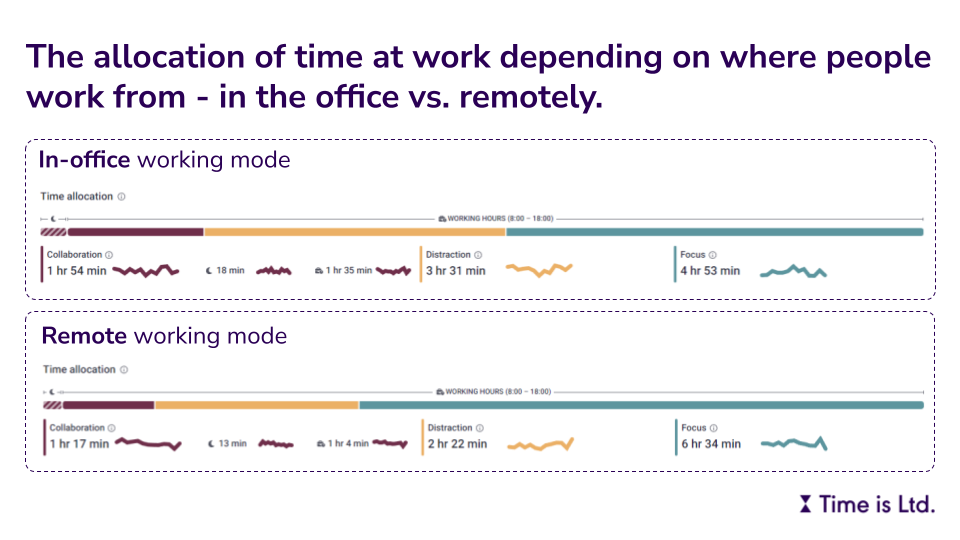 The allocation of time at work depending on where people
work from - in the office vs. remotely.
In-office working mode
Time allocation
WORKING HOURS (8:00 – 18:00)
Collaboration
1 hr 54 min
18 min
1 hr 35 min
Distraction
3 hr 31 min
Focus
4 hr 53 min
Remote working mode
Time allocation
WORKING HOURS (8:00 – 18:00)
Collaboration
1 hr 17 min
13 min
1 hr 4 min
Distraction
2 hr 22 min
Focus
6 hr 34 min
Time is Ltd.